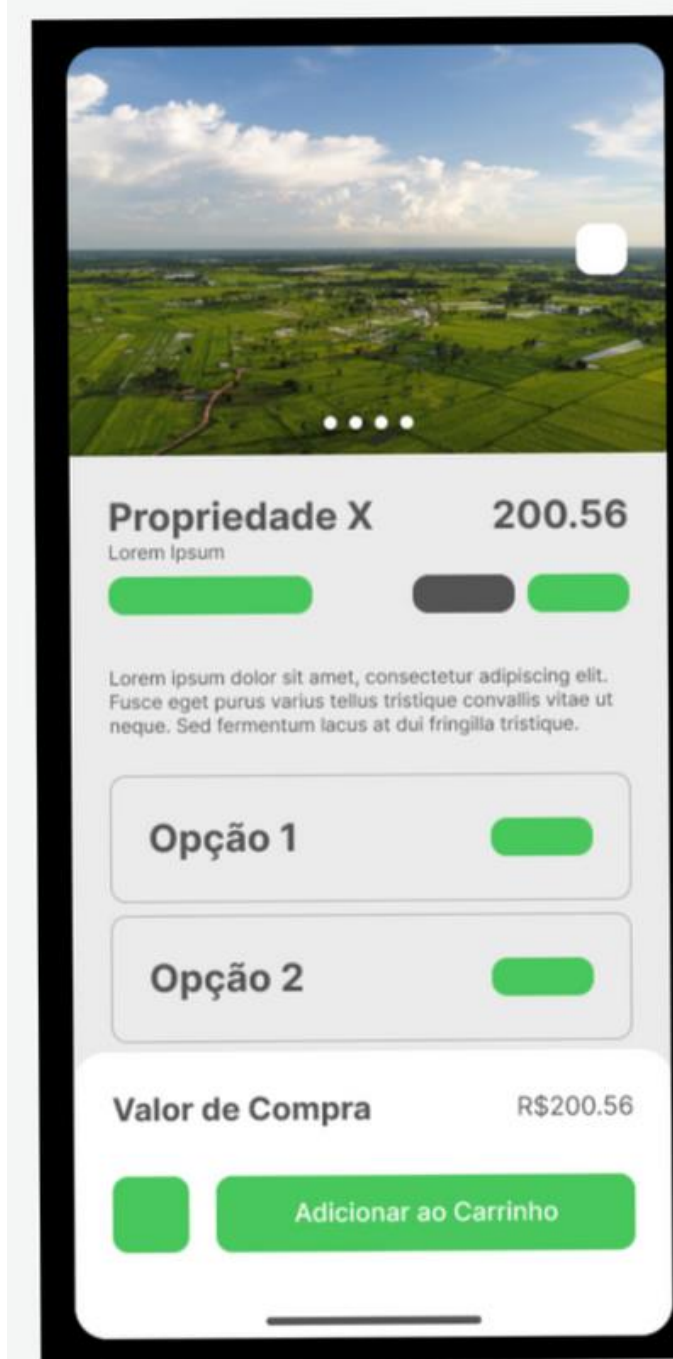 Propriedade X
200.56
Lorem Ipsum
Lorem ipsum dolor sit amet, consectetur adipiscing elit.
Fusce eget purus varius tellus tristique convallis vitae ut
neque. Sed fermentum lacus at dui fringilla tristique.
Opção 1
Opção 2
Valor de Compra
R$200.56
Adicionar ao Carrinho